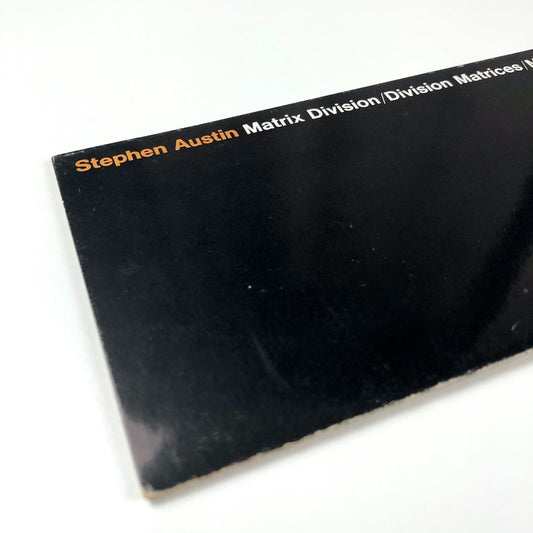 Stephen Austin Matrix Division/Division Matrices/